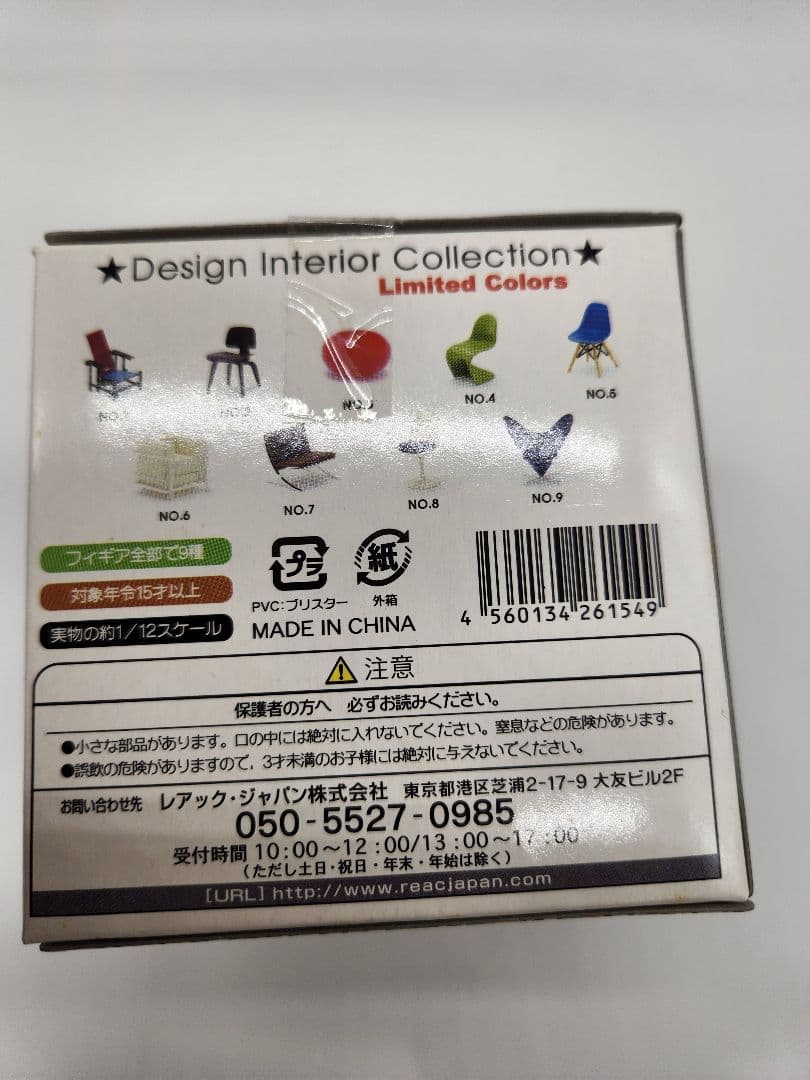 ★Design Interior Collection★
Limited Colors
NO.1 NO.2 NO.3 NO.4 NO.5
NO.6 NO.7 NO.8 NO.9
フィギア全部で9種
対象年令15才以上
実物の約1/12スケール
プラ 紙
PVC:ブリスター 外箱
MADE IN CHINA
4 560134 261549
注意
保護者の方へ 必ずお読みください。
●小さな部品があります。口の中には絶対に入れないでください。窒息などの危険があります。
●誤飲の危険がありますので、3才未満のお子様には絶対に与えないでください。
お問い合わせ先 レアック・ジャパン株式会社 東京都港区芝浦2-17-9 大友ビル2F
050-5527-0985
受付時間 10:00〜12:00/13:00〜17:00
(ただし土日・祝日・年末・年始は除く)
[URL] http://www.reacjapan.com